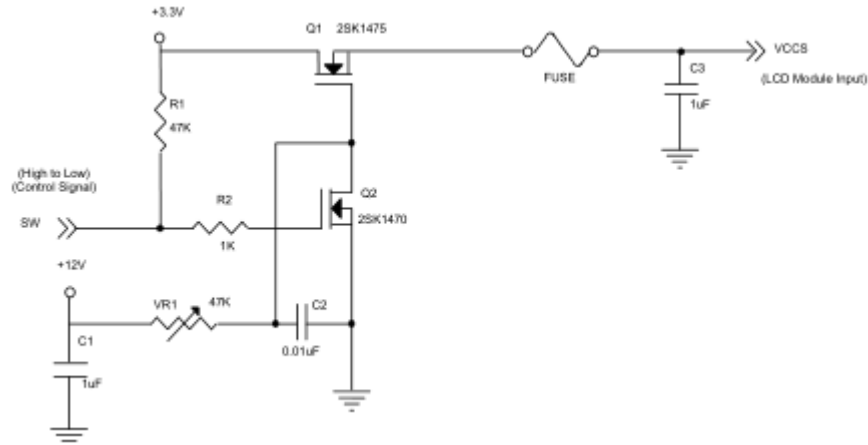 +3.3V
Q1 2SK1475
R1
47K
FUSE
C3
1uF
VCCS
(LCD Module Input)
(High to Low)
(Control Signal)
SW
R2
1K
Q2
2SK1470
+12V
VR1
47K
C1
1uF
C2
0.01uF